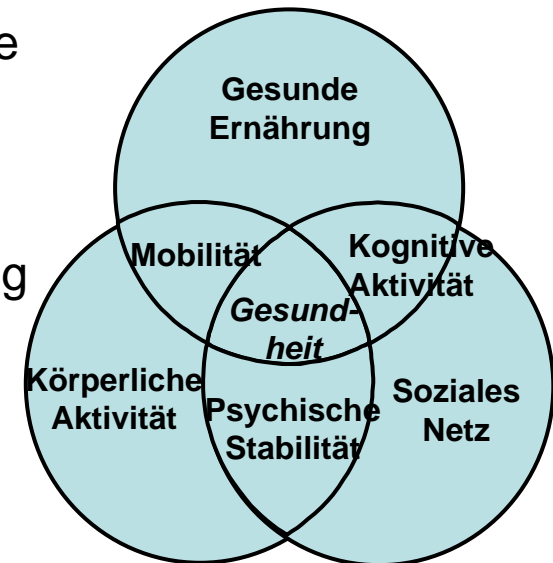 e
Gesunde
Ernährung
Mobilität
Kognitive
Aktivität
g
Gesund-
heit
Körperliche
Aktivität
Psychische
Stabilität
Soziales
Netz